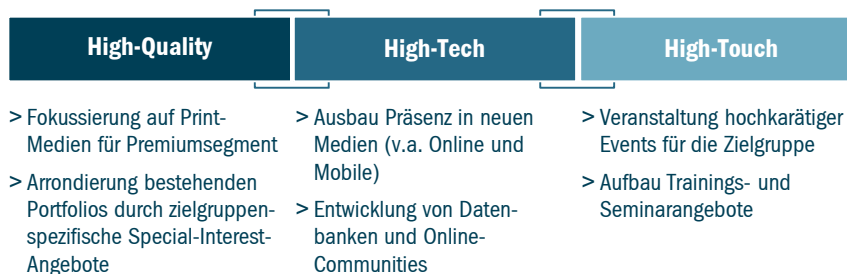 High-Quality
High-Tech
High-Touch
> Fokussierung auf Print-
Medien für Premiumsegment
> Arrondierung bestehenden
Portfolios durch zielgruppen-
spezifische Special-Interest-
Angebote
> Ausbau Präsenz in neuen
Medien (v.a. Online und
Mobile)
> Entwicklung von Daten-
banken und Online-
Communities
> Veranstaltung hochkarätiger
Events für die Zielgruppe
> Aufbau Trainings- und
Seminarangebote